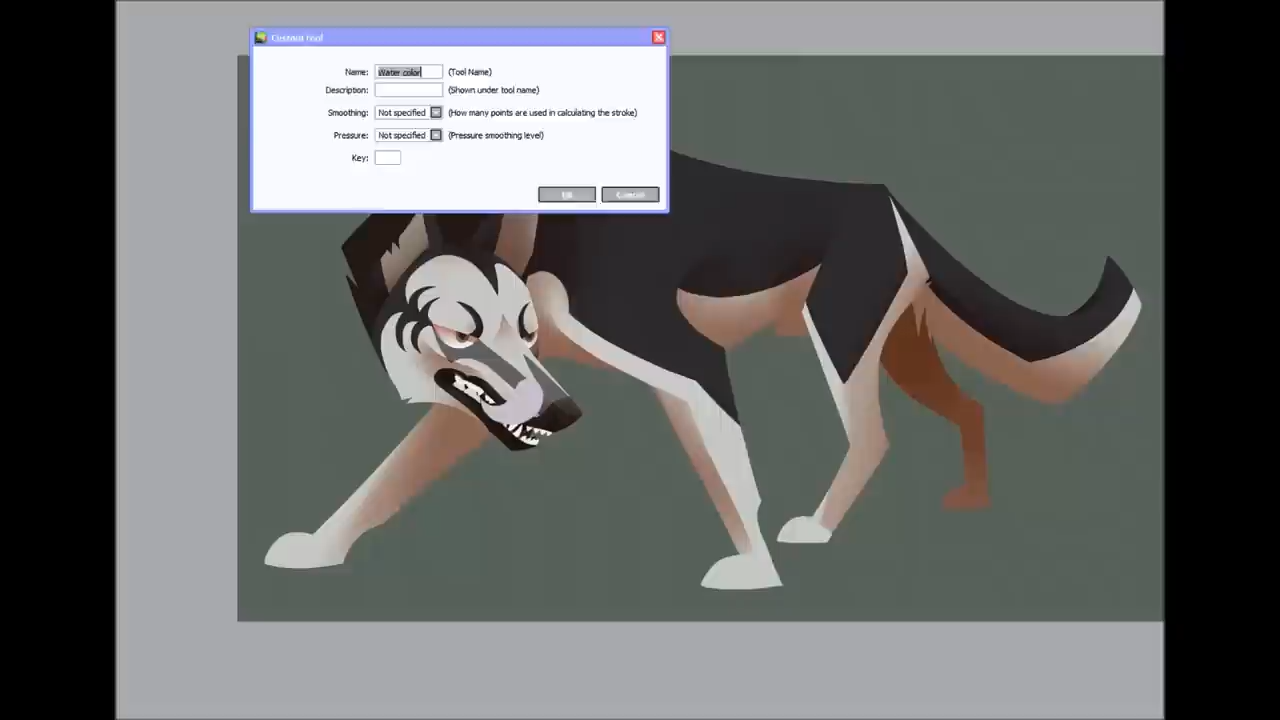 Custom tool
Name: Water color (Tool Name)
Description: (Shown under tool name)
Smoothing: Not specified (How many points are used in calculating the stroke)
Pressure: Not specified (Pressure smoothing level)
Key:
OK Cancel